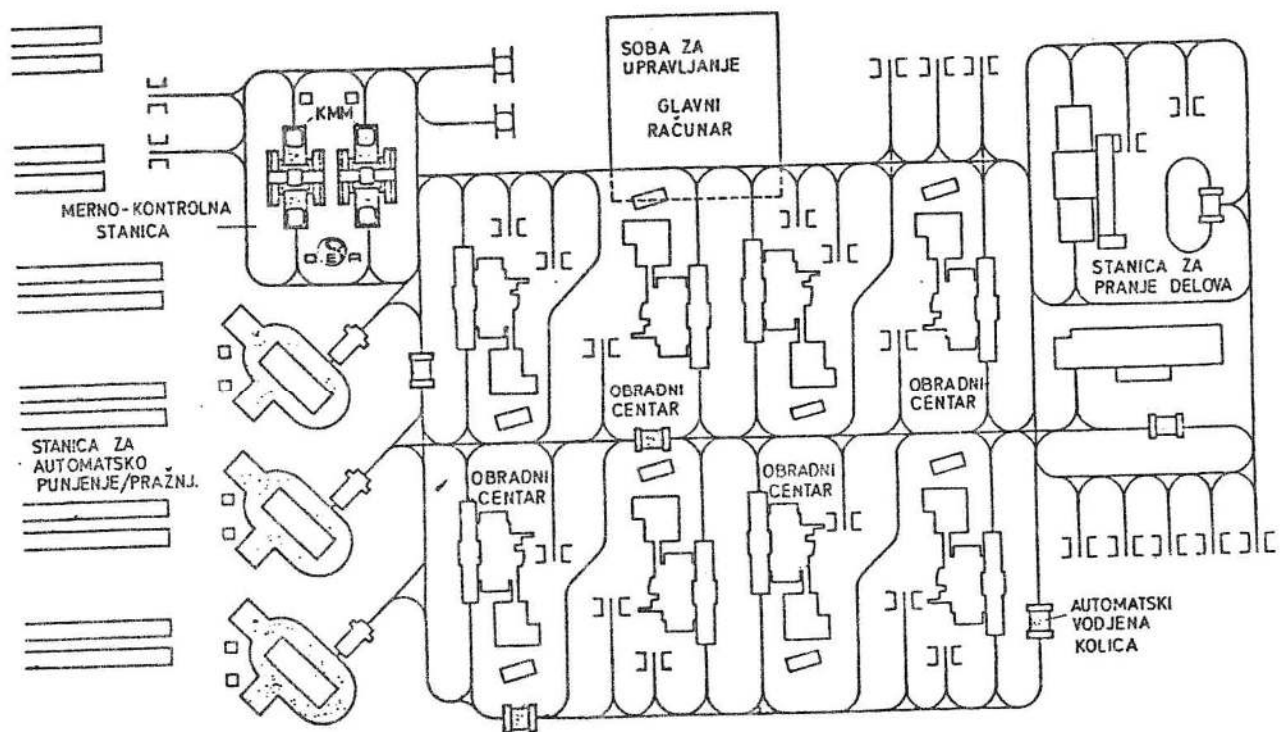 SOBA ZA
UPRAVLJANJE
GLAVNI
RAČUNAR
KMM
MERNO-KONTROLNA
STANICA
STANICA ZA
PRANJE DELOVA
OBRADNI
CENTAR
OBRADNI
CENTAR
STANICA ZA
AUTOMATSKO
PUNJENJE/PRAŽNJ.
OBRADNI
CENTAR
OBRADNI
CENTAR
AUTOMATSKI
VODJENA
KOLICA